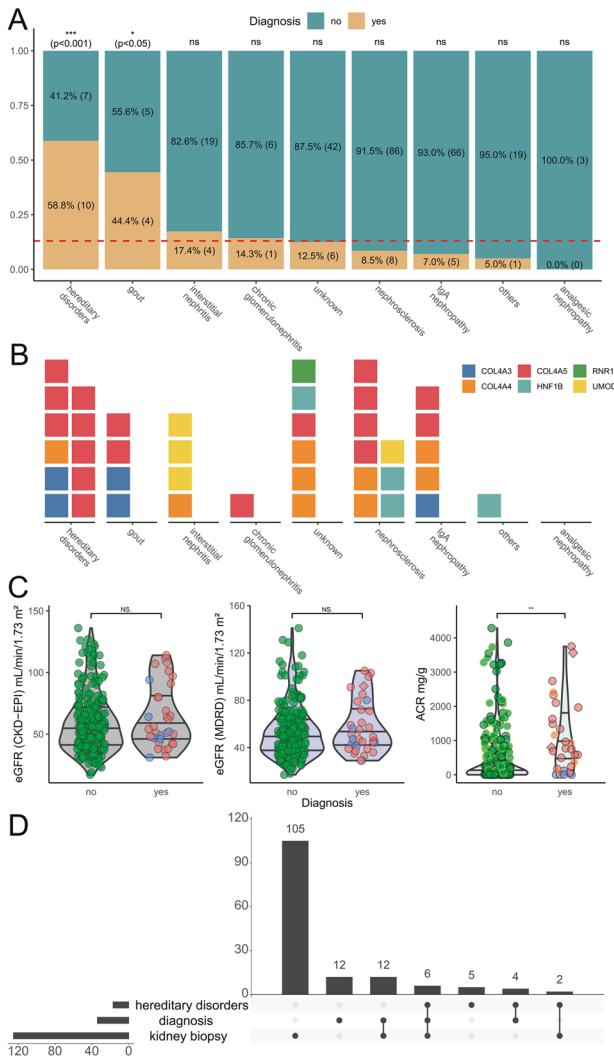 A
Diagnosis no yes
*** * ns ns ns ns ns ns ns
(p<0.001) (p<0.05)
1.00
0.75
0.50
0.25
0.00
41.2% (7) 55.6% (5) 82.6% (19) 85.7% (6) 87.5% (42) 91.5% (86) 93.0% (66) 95.0% (19) 100.0% (3)
58.8% (10) 44.4% (4) 17.4% (4) 14.3% (1) 12.5% (6) 8.5% (8) 7.0% (5) 5.0% (1) 0.0% (0)
hereditary
disorders
gout
interstitial
nephritis
chronic
glomerulonephritis
unknown
nephrosclerosis
IgA
nephropathy
others
analgesic
nephropathy
B
COL4A3 COL4A5 RNR1
COL4A4 HNF1B UMOD
hereditary
disorders
gout
interstitial
nephritis
chronic
glomerulonephritis
unknown
nephrosclerosis
IgA
nephropathy
others
analgesic
nephropathy
C
eGFR (CKD−EPI) mL/min/1.73 m²
150
100
50
NS.
no yes
eGFR (MDRD) mL/min/1.73 m²
160
120
80
40
NS.
no yes
ACR mg/g
4000
3000
2000
1000
0
**
no yes
Diagnosis
D
120
90
60
30
0
105 12 12 6 5 4 2
hereditary disorders
diagnosis
kidney biopsy
120 80 40 0